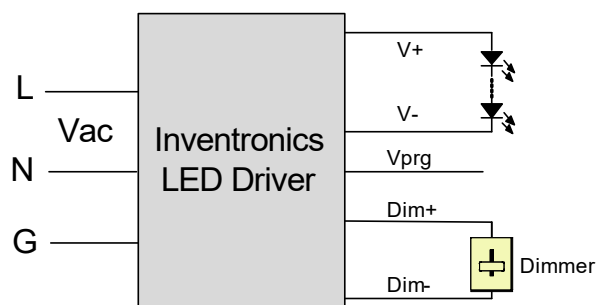 L
Vac
N
G
Inventronics
LED Driver
V+
V-
Vprg
Dim+
Dim-
Dimmer